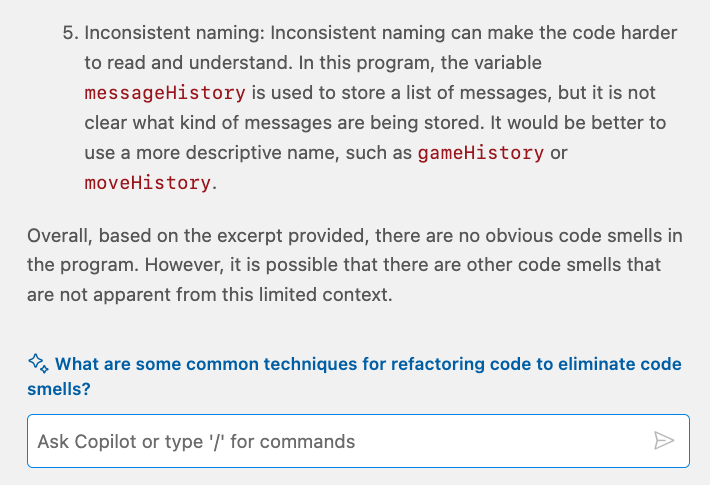 5. Inconsistent naming: Inconsistent naming can make the code harder
to read and understand. In this program, the variable
messageHistory is used to store a list of messages, but it is not
clear what kind of messages are being stored. It would be better to
use a more descriptive name, such as gameHistory or
moveHistory.
Overall, based on the excerpt provided, there are no obvious code smells in
the program. However, it is possible that there are other code smells that
are not apparent from this limited context.
What are some common techniques for refactoring code to eliminate code
smells?
Ask Copilot or type '/' for commands